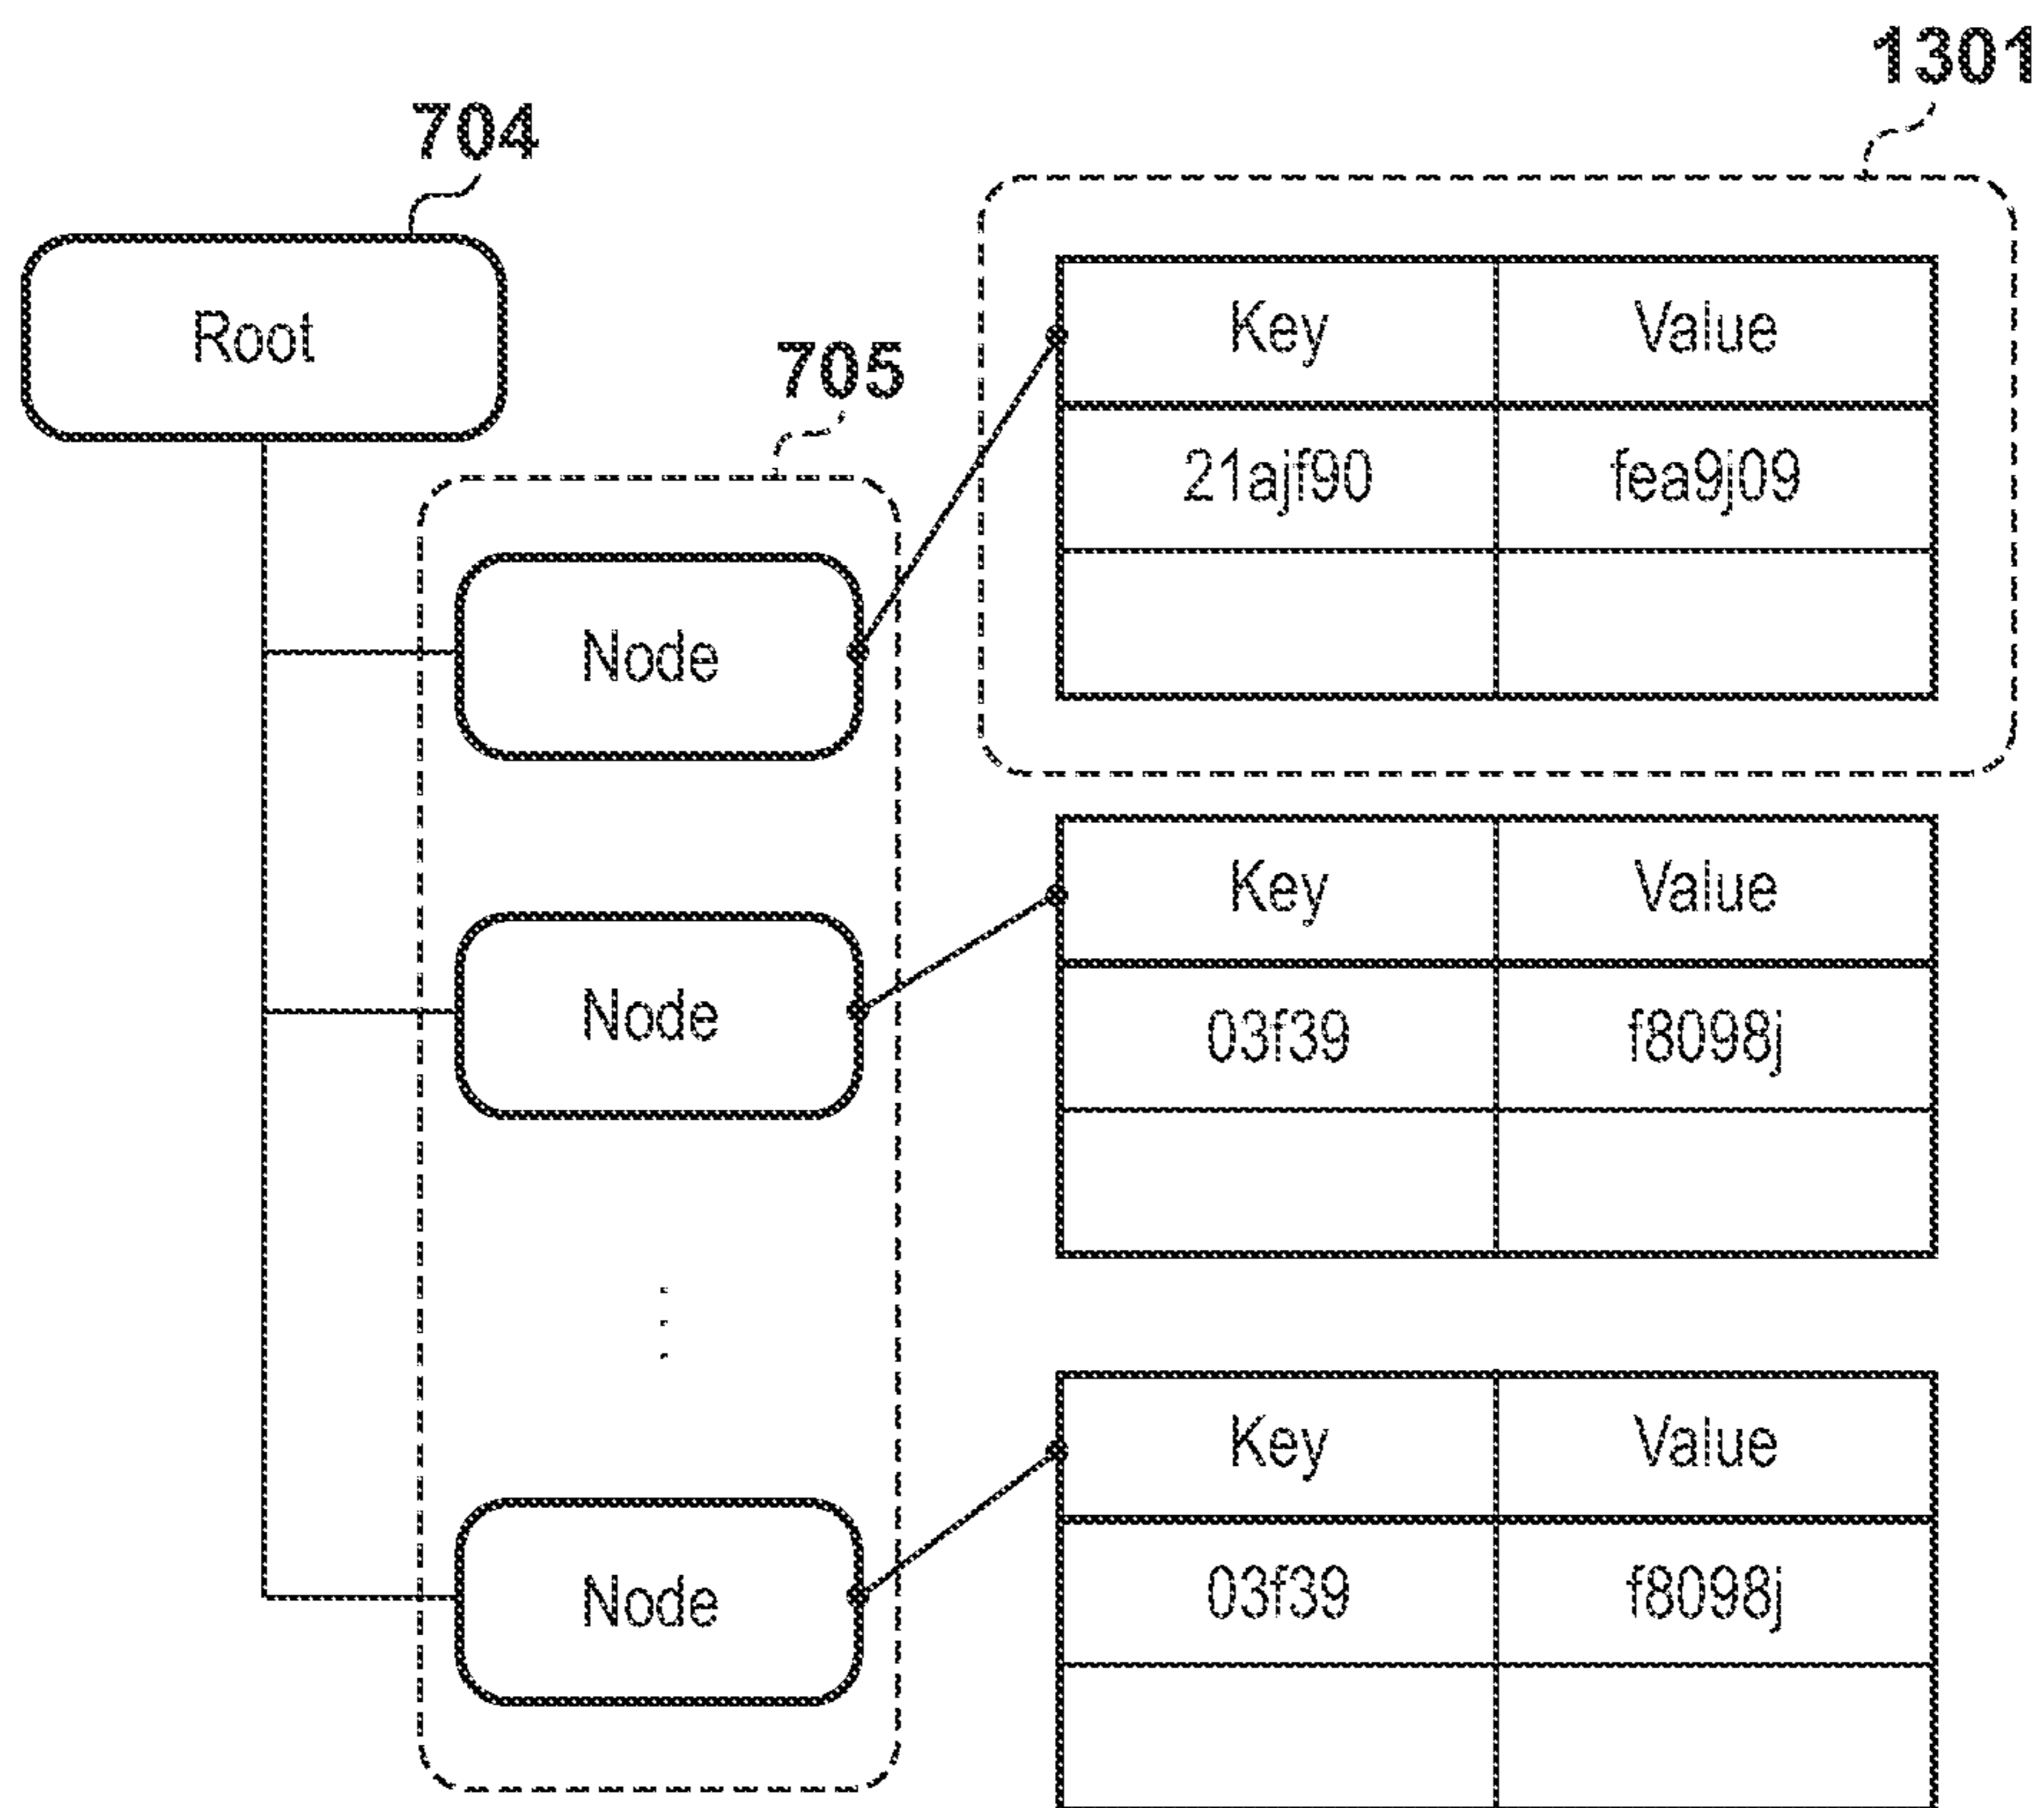 1301
704
Root
705
Key Value
21ajf90 fea9j09
Node
Key Value
03f39 f8098j
Node
Key Value
03f39 f8098j
Node